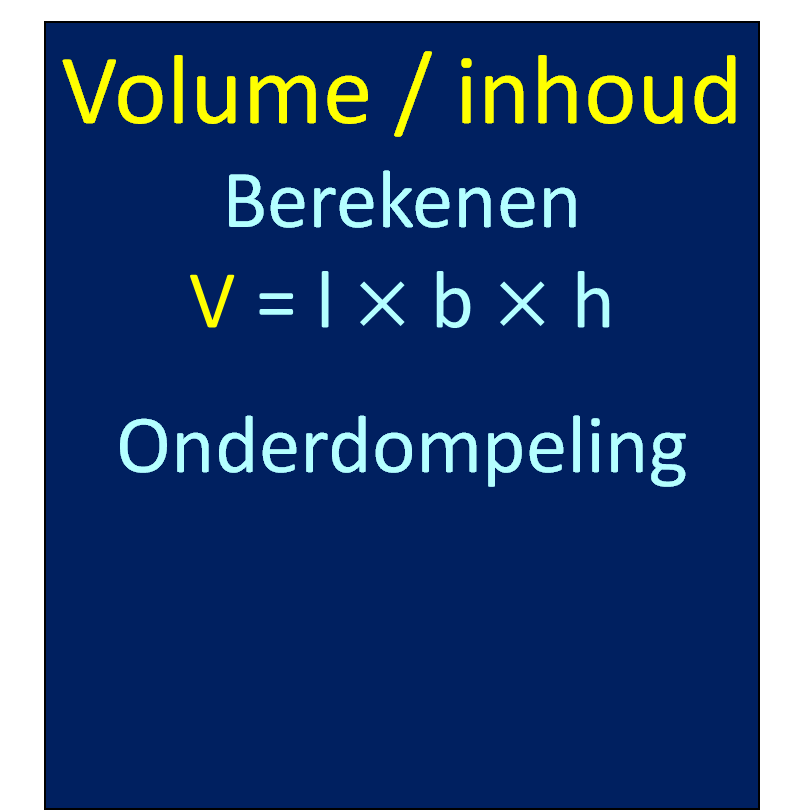 Volume / inhoud
Berekenen
V = l × b × h
Onderdompeling